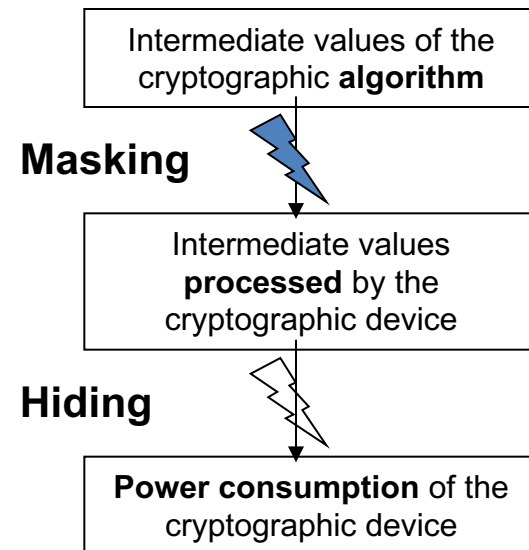 Intermediate values of the
cryptographic algorithm
Masking
Intermediate values
processed by the
cryptographic device
Hiding
Power consumption of the
cryptographic device